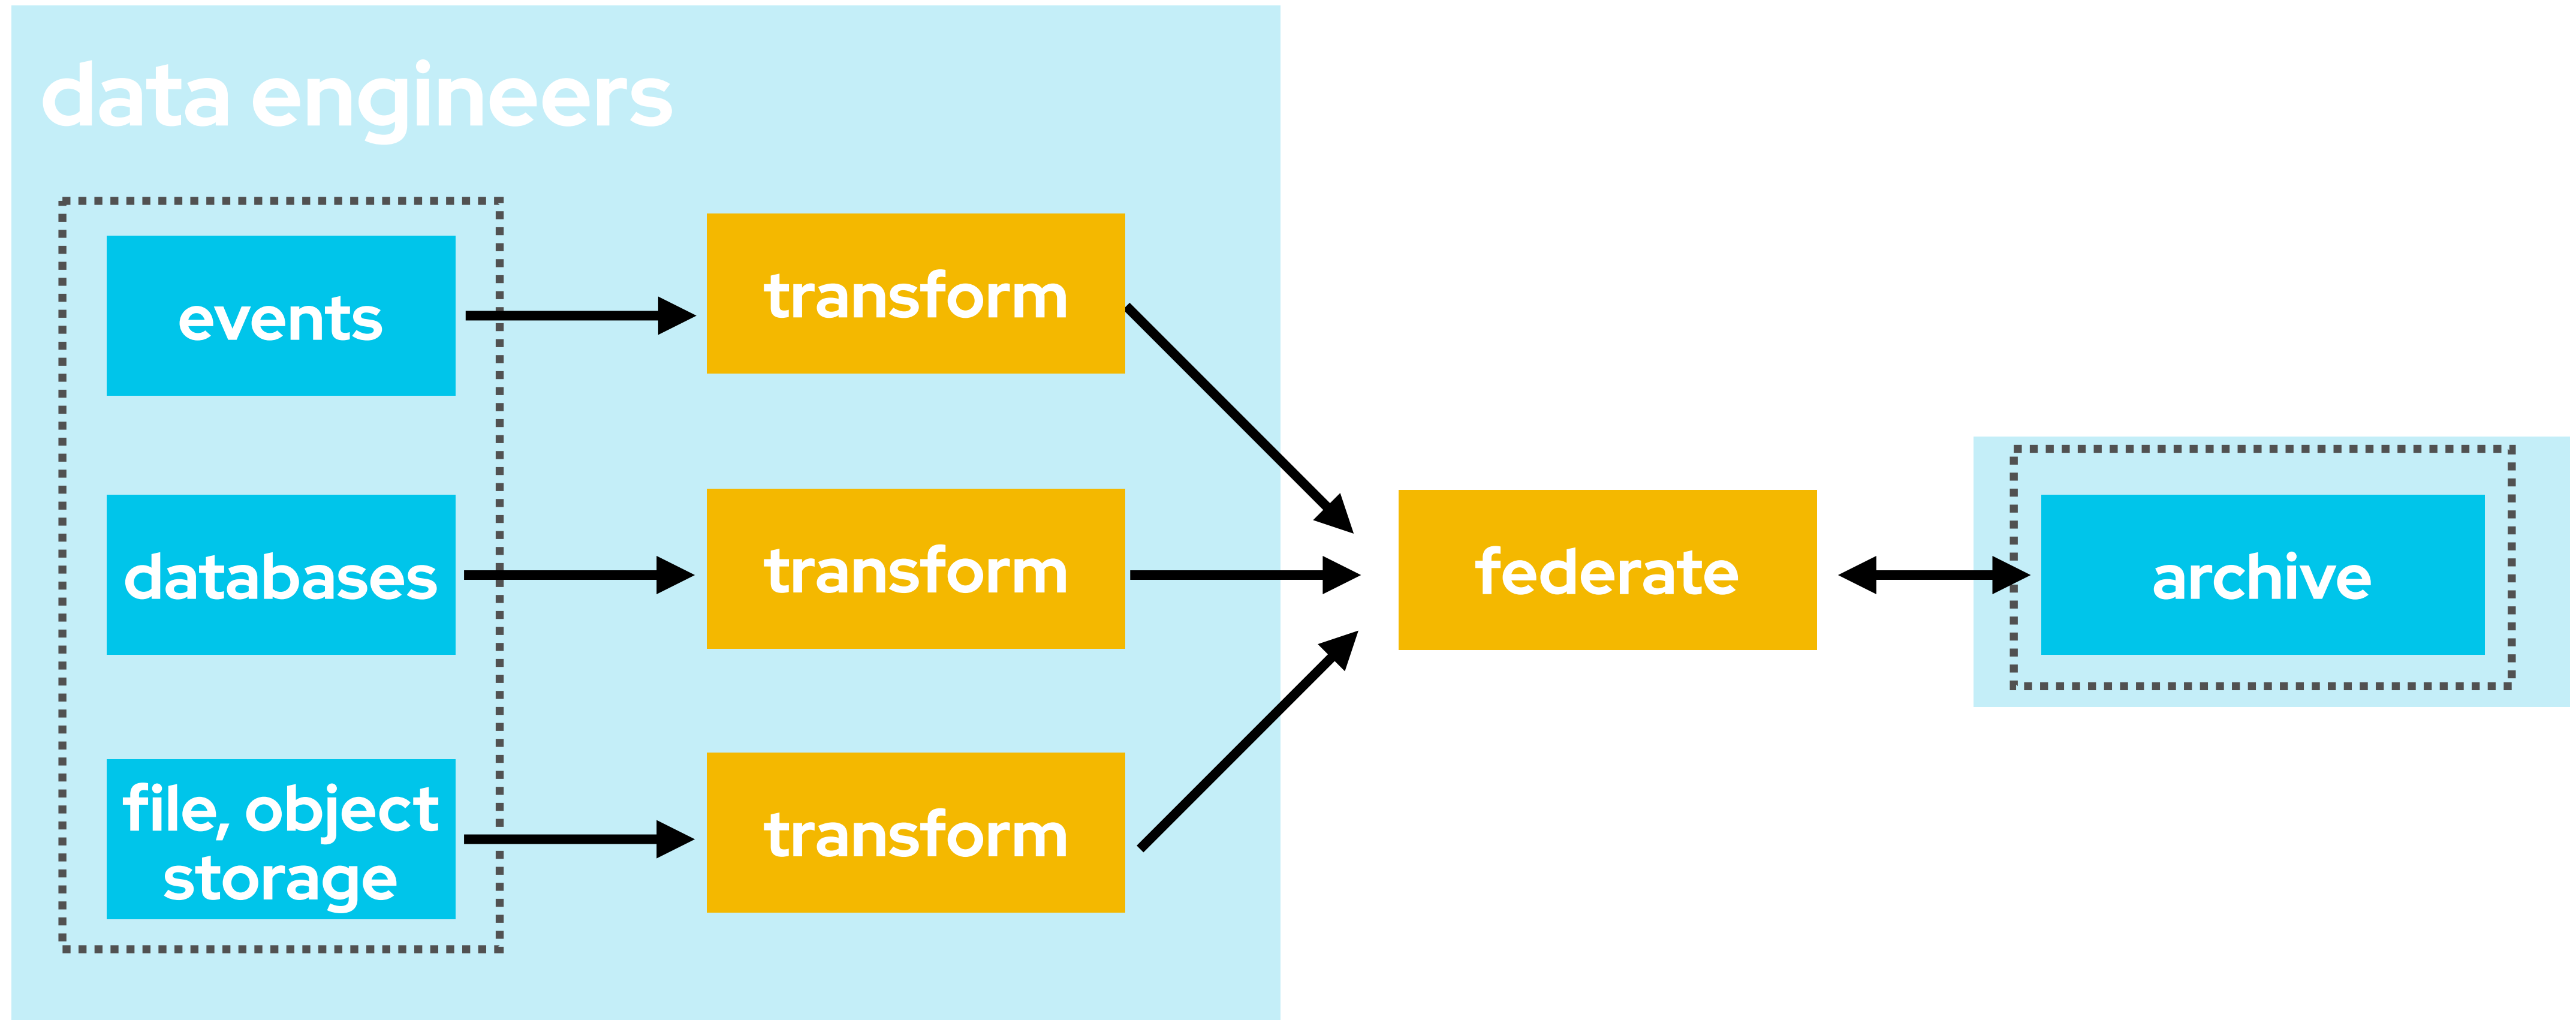 data engineers
events
transform
databases
transform
federate
archive
file, object
storage
transform